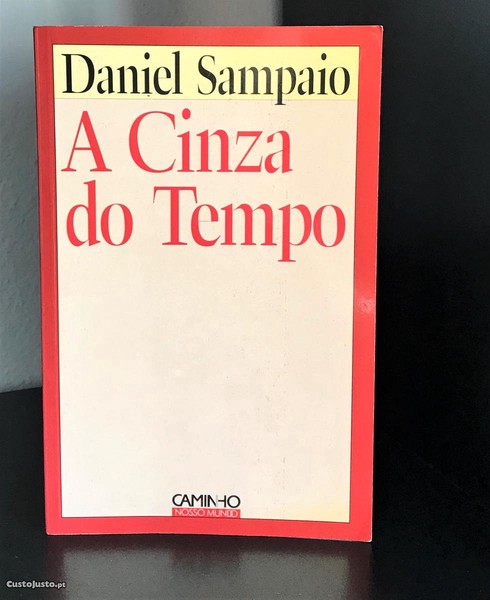 Daniel Sampaio
A Cinza
do Tempo
CAMINHO
NOSSO MUNDO
CustoJusto.pt